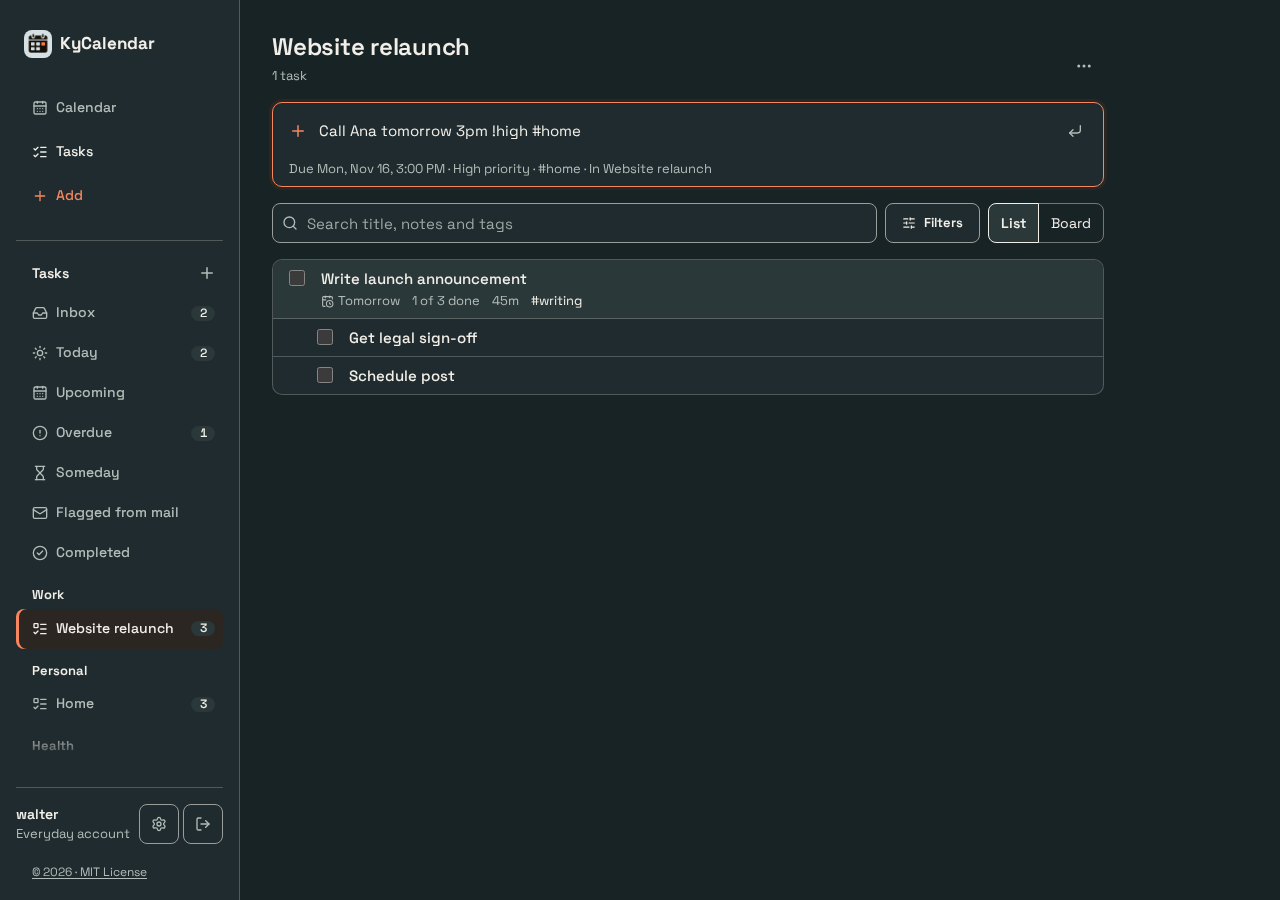 KyCalendar
Calendar
Tasks
Add
Tasks
Inbox 2
Today 2
Upcoming
Overdue 1
Someday
Flagged from mail
Completed
Work
Website relaunch 3
Personal
Home 3
Health
walter
Everyday account
© 2026 · MIT License
Website relaunch
1 task
Call Ana tomorrow 3pm !high #home
Due Mon, Nov 16, 3:00 PM · High priority · #home · In Website relaunch
Search title, notes and tags
Filters
List
Board
Write launch announcement
Tomorrow 1 of 3 done 45m #writing
Get legal sign-off
Schedule post